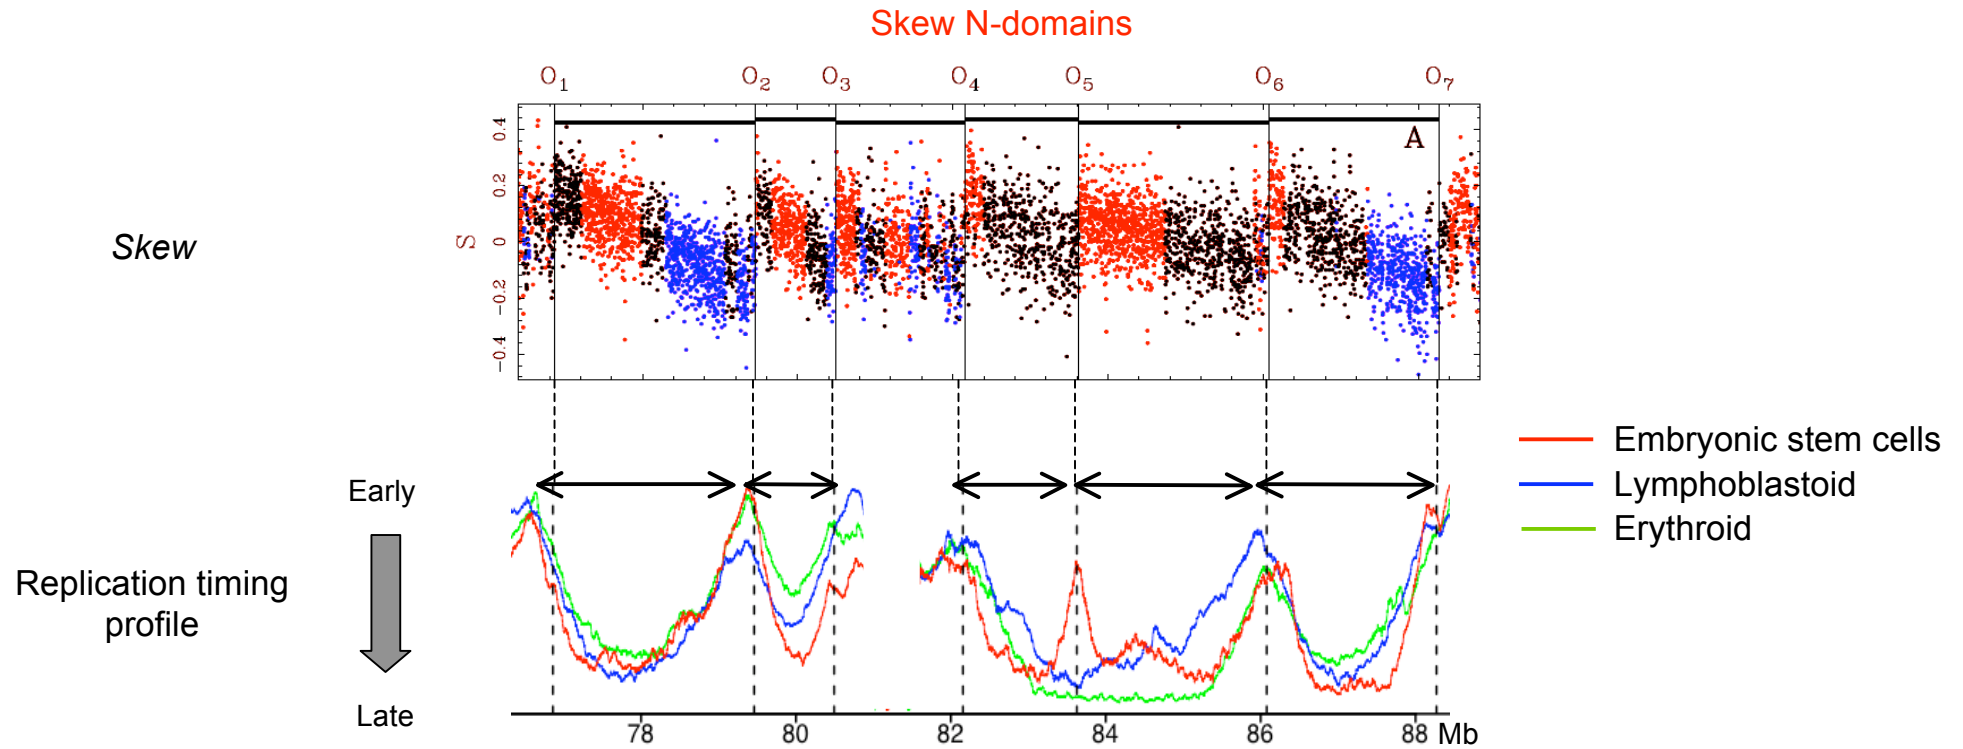 Skew N-domains
O1 O2 O3 O4 O5 O6 O7
A
0.4
0.2
0
-0.2
-0.4
S
Skew
Embryonic stem cells
Lymphoblastoid
Erythroid
Early
Replication timing
profile
Late
78 80 82 84 86 88 Mb